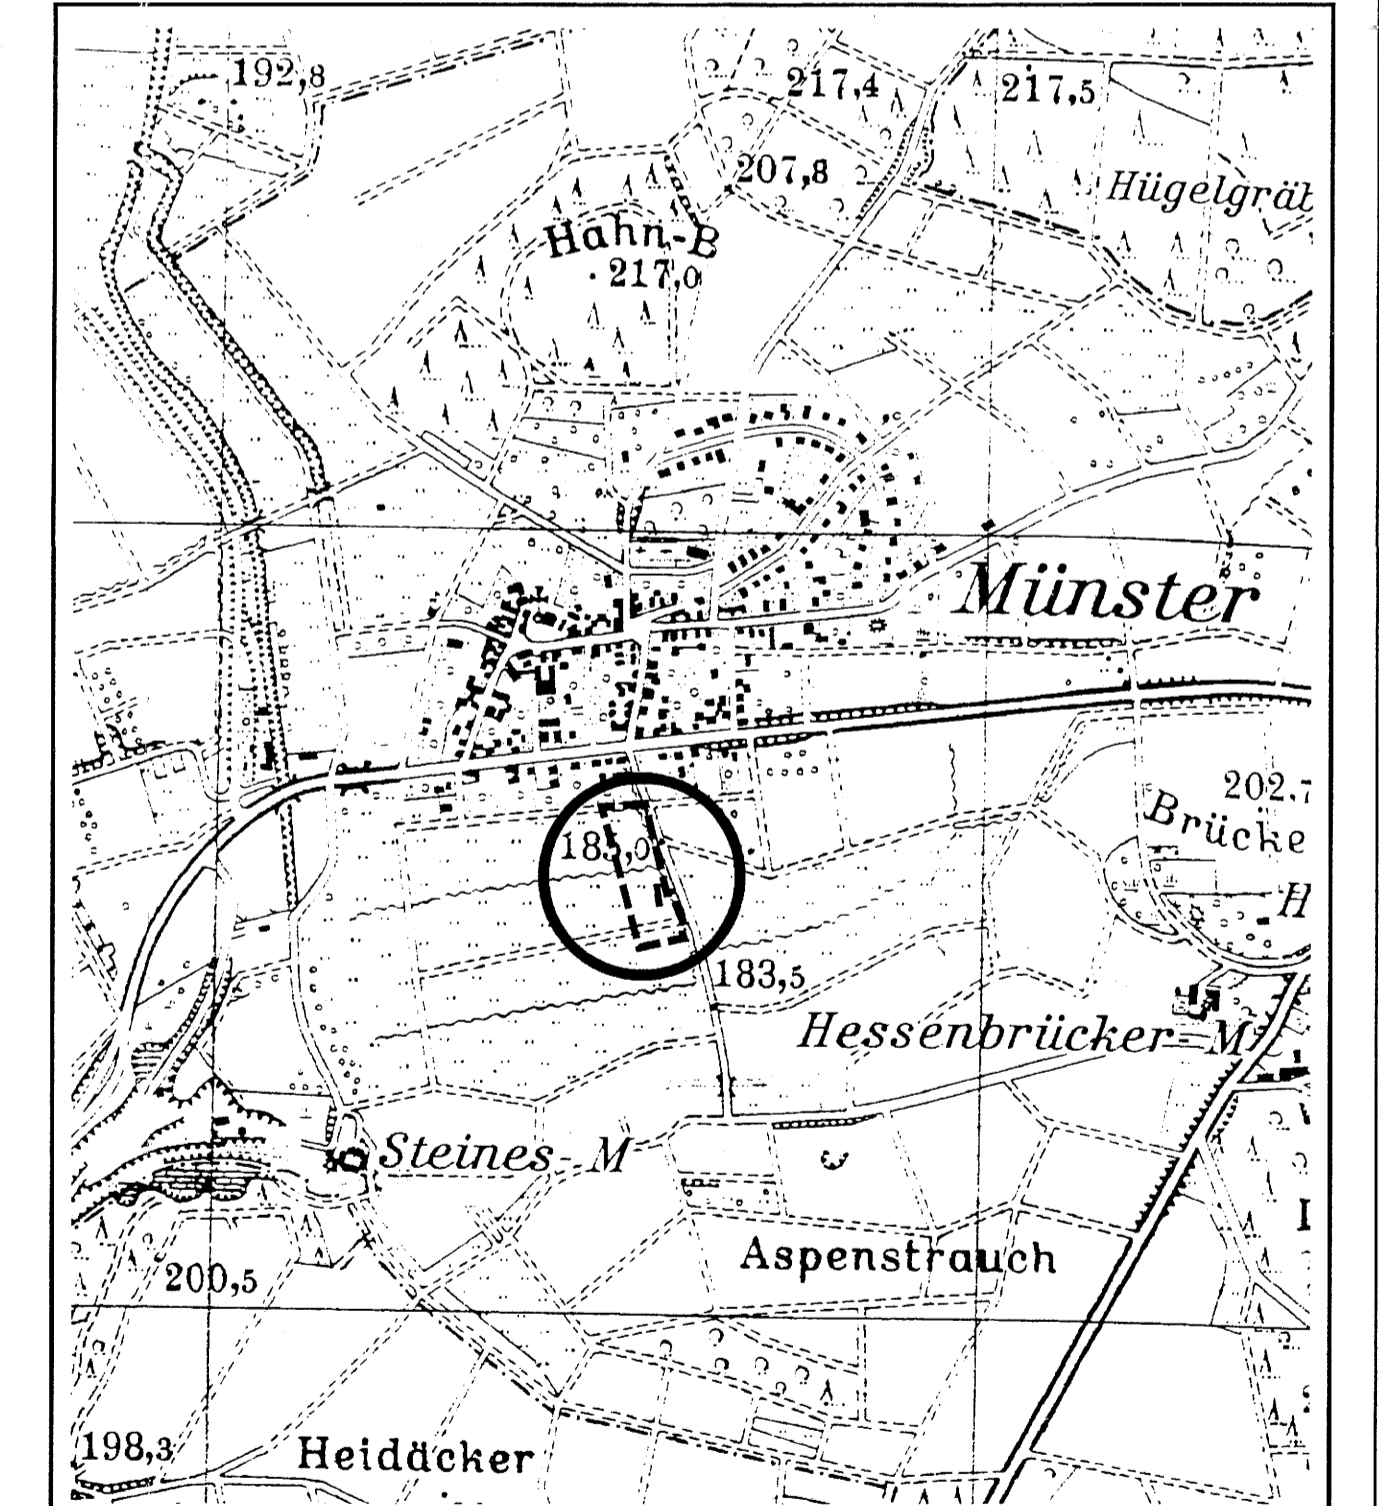 192,8
217,4
217,5
207,8
Hügelgräb
Hahn-B
217,0
Münster
202.7
Brücke
185,0
H
183,5
Hessenbrücker-M
Steines-M
Aspenstrauch
200,5
198,3
Heidäcker